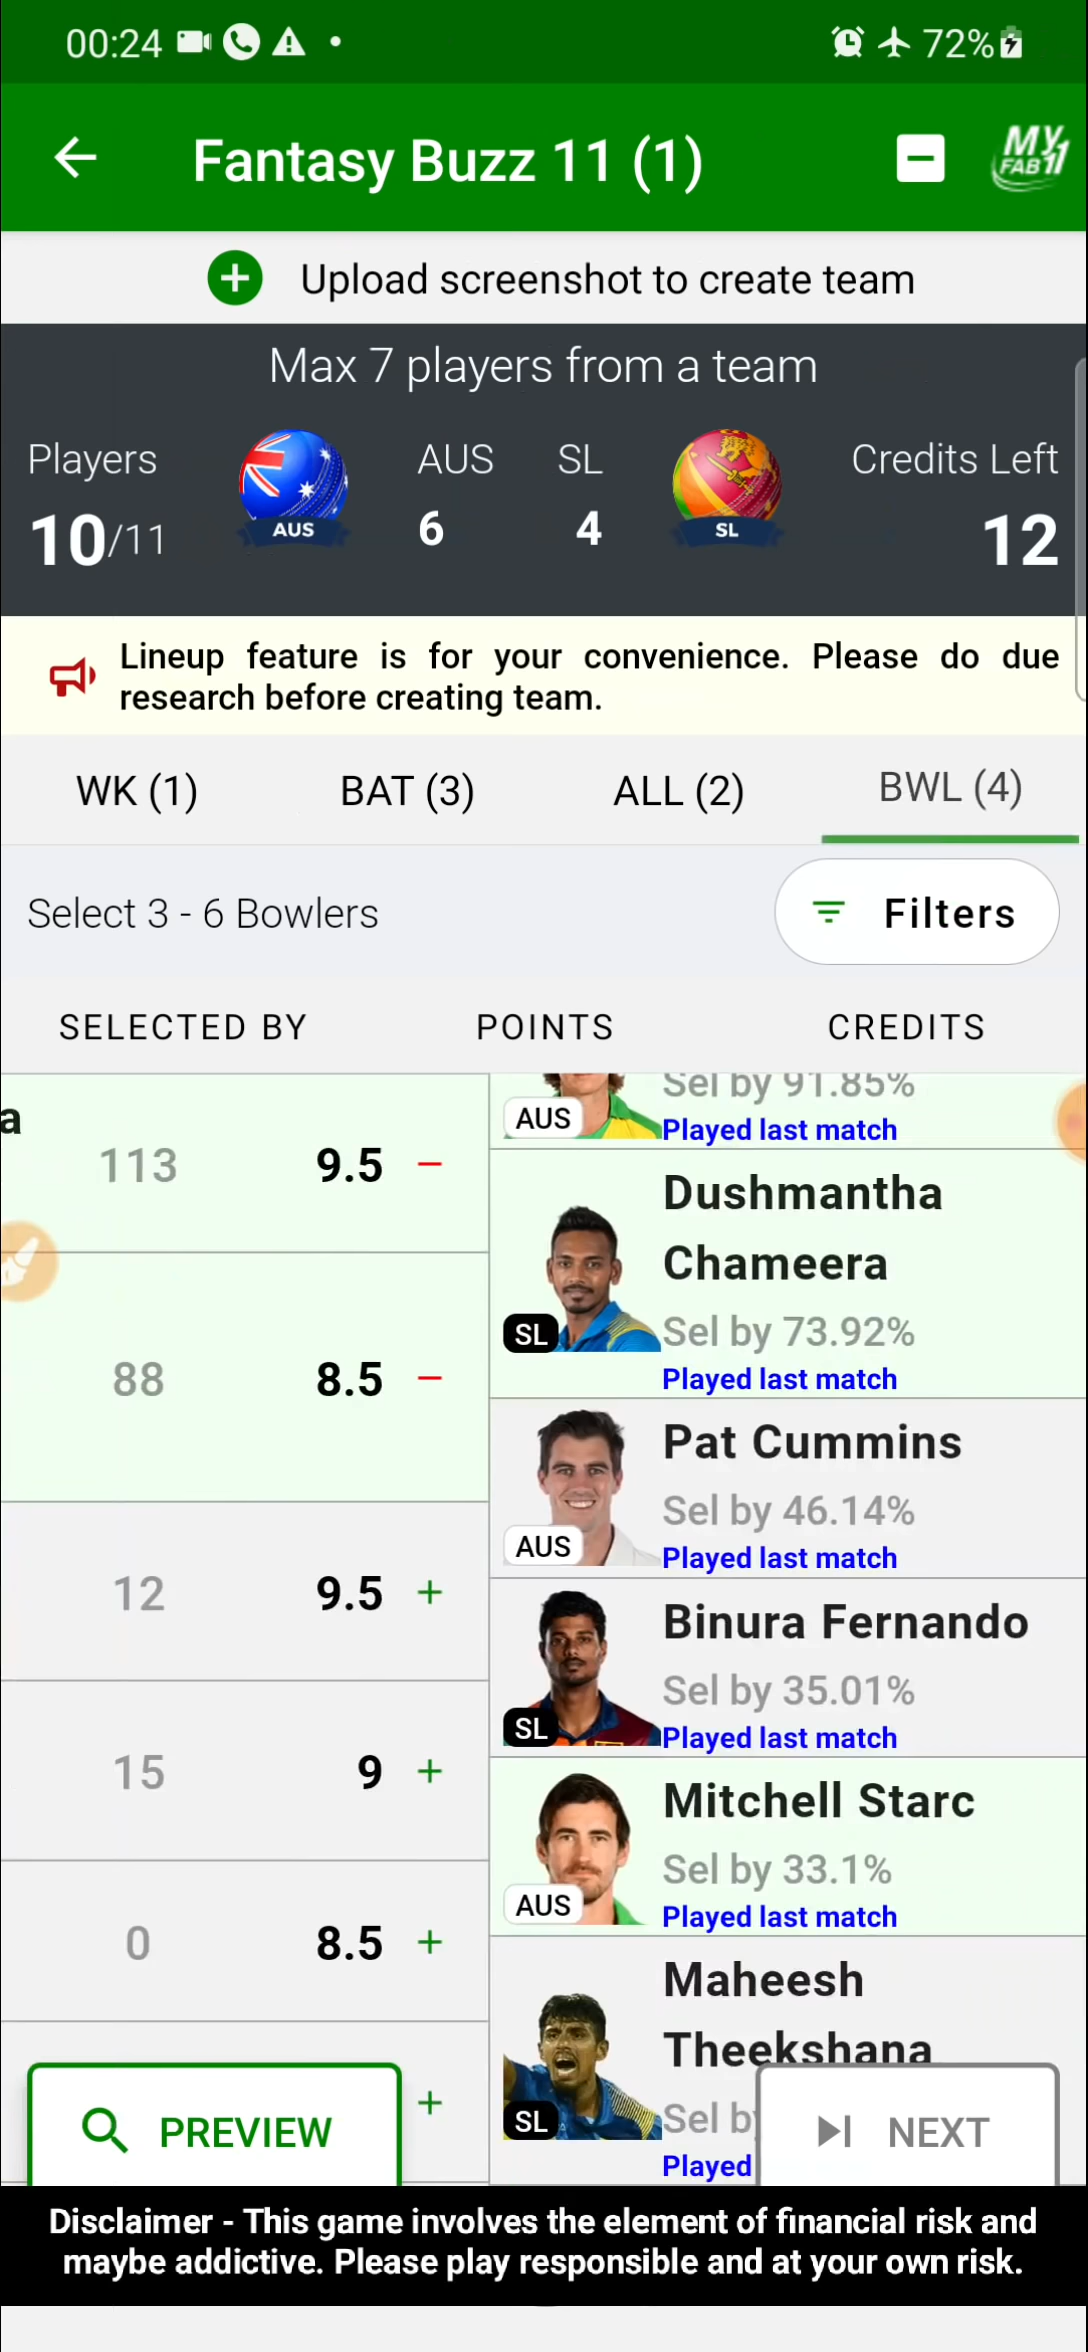 00:24
72%
Fantasy Buzz 11 (1)
MY
FAB11
Upload screenshot to create team
Max 7 players from a team
Players
AUS
SL
Credits Left
10/11
AUS
6
4
SL
12
Lineup feature is for your convenience. Please do due
research before creating team.
WK (1)
BAT (3)
ALL (2)
BWL (4)
Select 3 - 6 Bowlers
Filters
SELECTED BY
POINTS
CREDITS
a
113
9.5
88
8.5
12
9.5
15
9
0
8.5
Sel by 91.85%
AUS
Played last match
Dushmantha
Chameera
Sel by 73.92%
SL
Played last match
Pat Cummins
Sel by 46.14%
AUS
Played last match
Binura Fernando
Sel by 35.01%
SL
Played last match
Mitchell Starc
Sel by 33.1%
AUS
Played last match
Maheesh
Theekshana
Sel by
SL
Played
PREVIEW
NEXT
Disclaimer - This game involves the element of financial risk and
maybe addictive. Please play responsible and at your own risk.